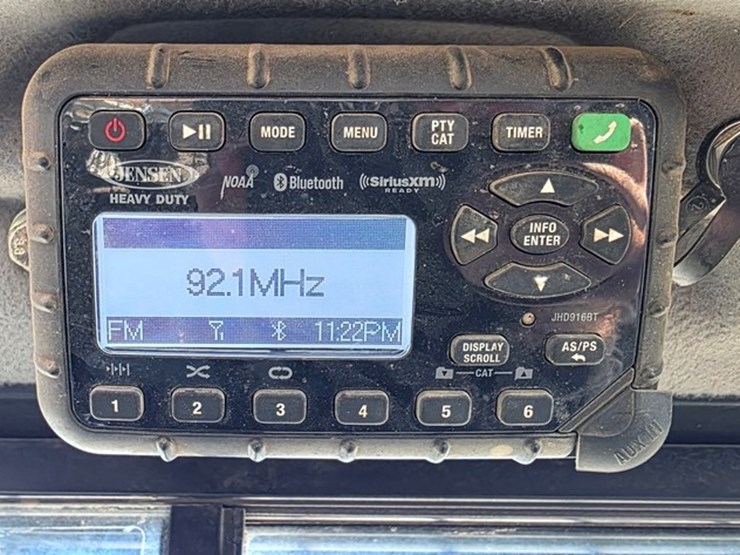 MODE MENU PTY CAT TIMER
JENSEN
HEAVY DUTY
NOAA Bluetooth ((SiriusXM))
READY
INFO
ENTER
92.1MHz
FM 11:22PM
JHD916BT
DISPLAY
SCROLL
AS/PS
CAT
1 2 3 4 5 6
AUX IN